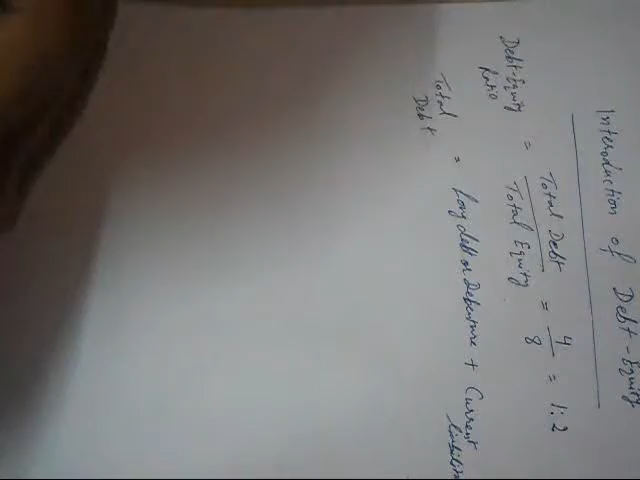 Interoduction of Debt-Equity
Debt-Equity Ratio = Total Debt / Total Equity = 4 / 8 = 1:2
Total Debt = Long debt or Debenture + Current liabilities